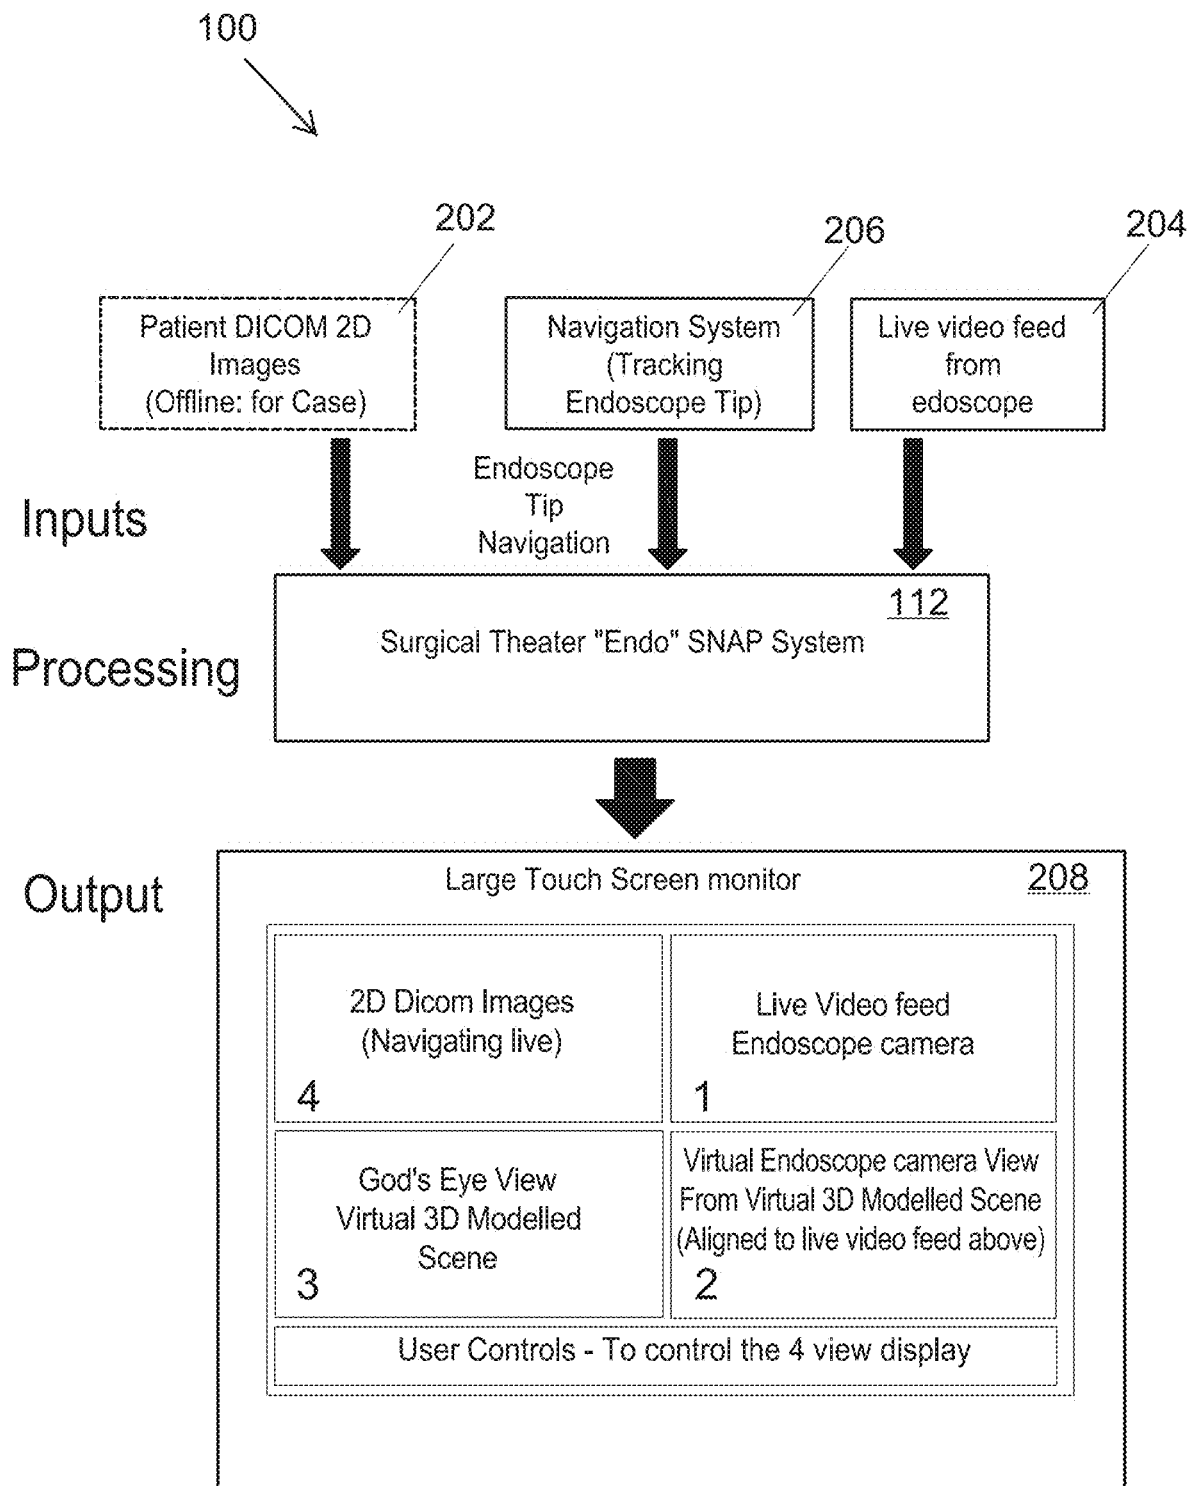 100
202
206
204
Patient DICOM 2D
Images
(Offline: for Case)
Navigation System
(Tracking
Endoscope Tip)
Live video feed
from
edoscope
Inputs
Endoscope
Tip
Navigation
Processing
112
Surgical Theater "Endo" SNAP System
Output
Large Touch Screen monitor
208
2D Dicom Images
(Navigating live)
4
Live Video feed
Endoscope camera
1
God's Eye View
Virtual 3D Modelled
Scene
3
Virtual Endoscope camera View
From Virtual 3D Modelled Scene
(Aligned to live video feed above)
2
User Controls - To control the 4 view display